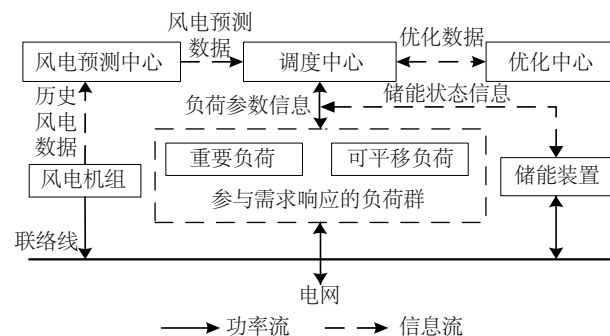 风电预测
数据
优化数据
风电预测中心
调度中心
优化中心
历史
风电
数据
负荷参数信息
储能状态信息
重要负荷
可平移负荷
风电机组
参与需求响应的负荷群
储能装置
联络线
电网
功率流
信息流